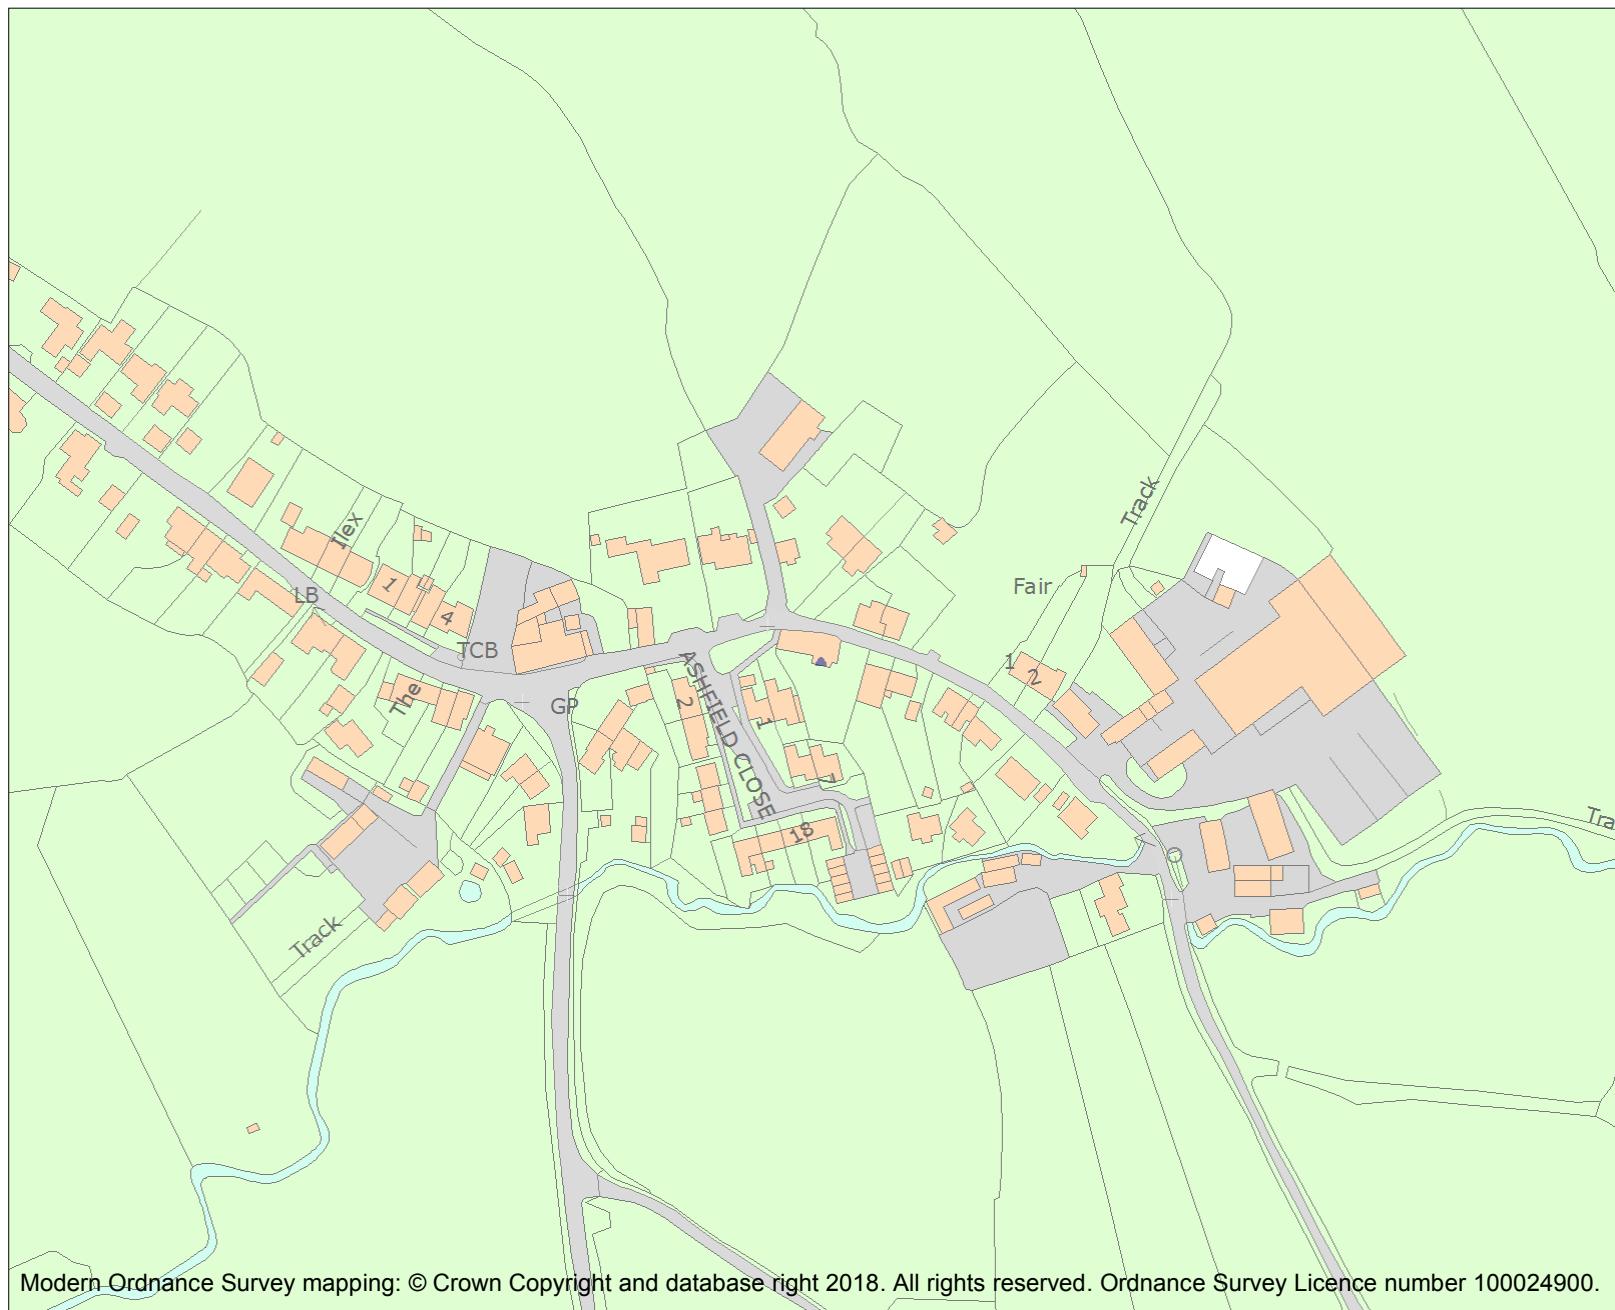 Track
Ilex
Fair
1
LB
4
TCB
1
2
The
ASHFIELD CLOSE
2
GP
1
7
18
Tra
Track
Modern Ordnance Survey mapping: © Crown Copyright and database right 2018. All rights reserved. Ordnance Survey Licence number 100024900.